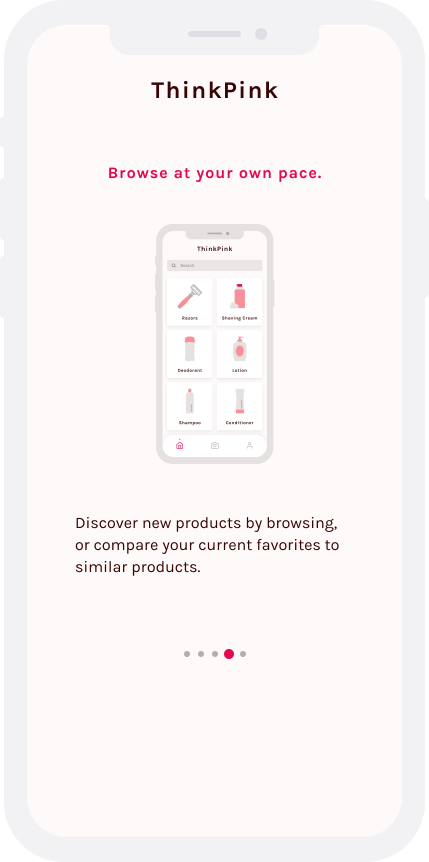 ThinkPink
Browse at your own pace.
ThinkPink
Search
Razors
Shaving Cream
Deodorant
Lotion
Shampoo
Conditioner
Discover new products by browsing,
or compare your current favorites to
similar products.